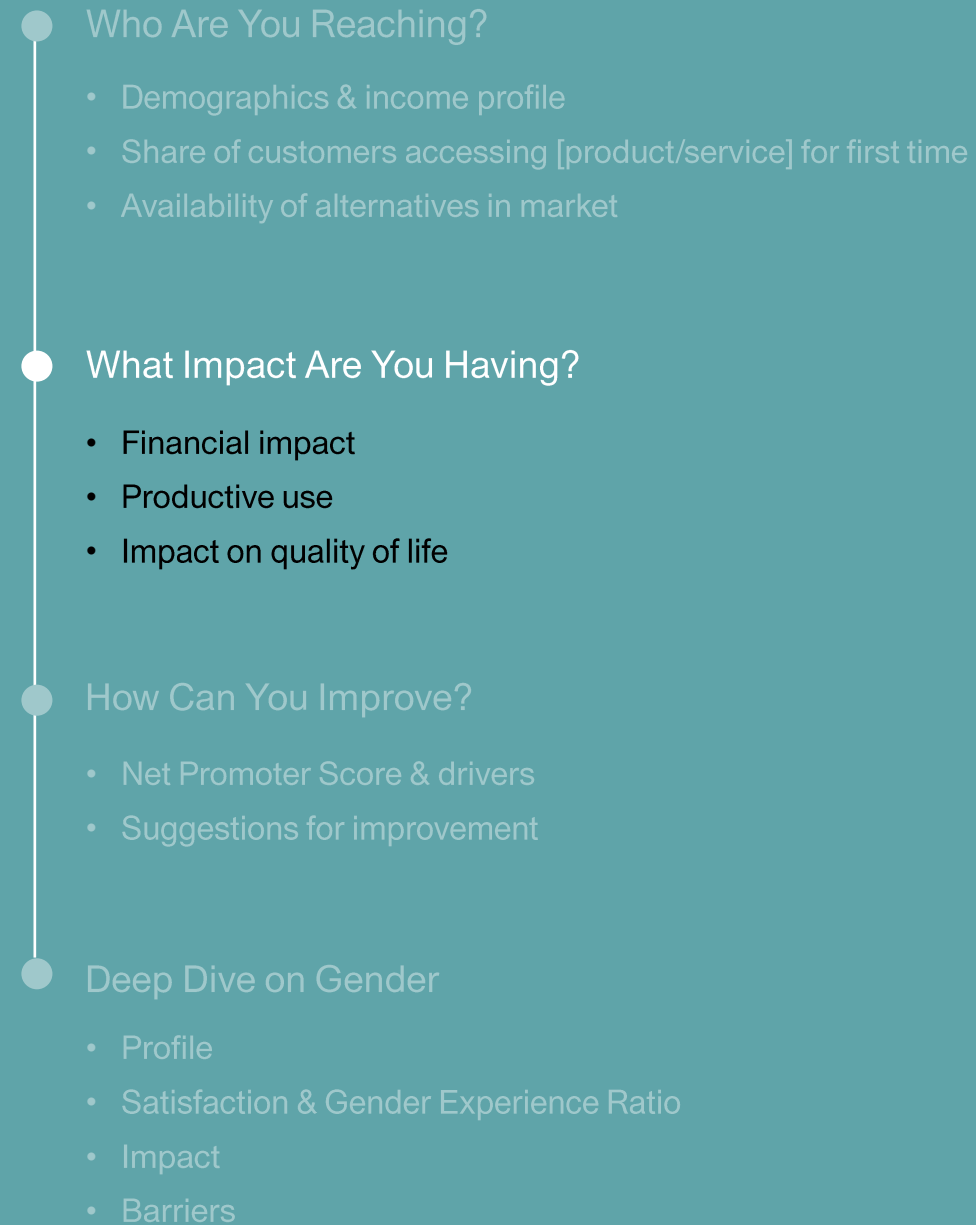 Who Are You Reaching?
• Demographics & income profile
• Share of customers accessing [product/service] for first time
• Availability of alternatives in market
What Impact Are You Having?
• Financial impact
• Productive use
• Impact on quality of life
How Can You Improve?
• Net Promoter Score & drivers
• Suggestions for improvement
Deep Dive on Gender
• Profile
• Satisfaction & Gender Experience Ratio
• Impact
• Barriers